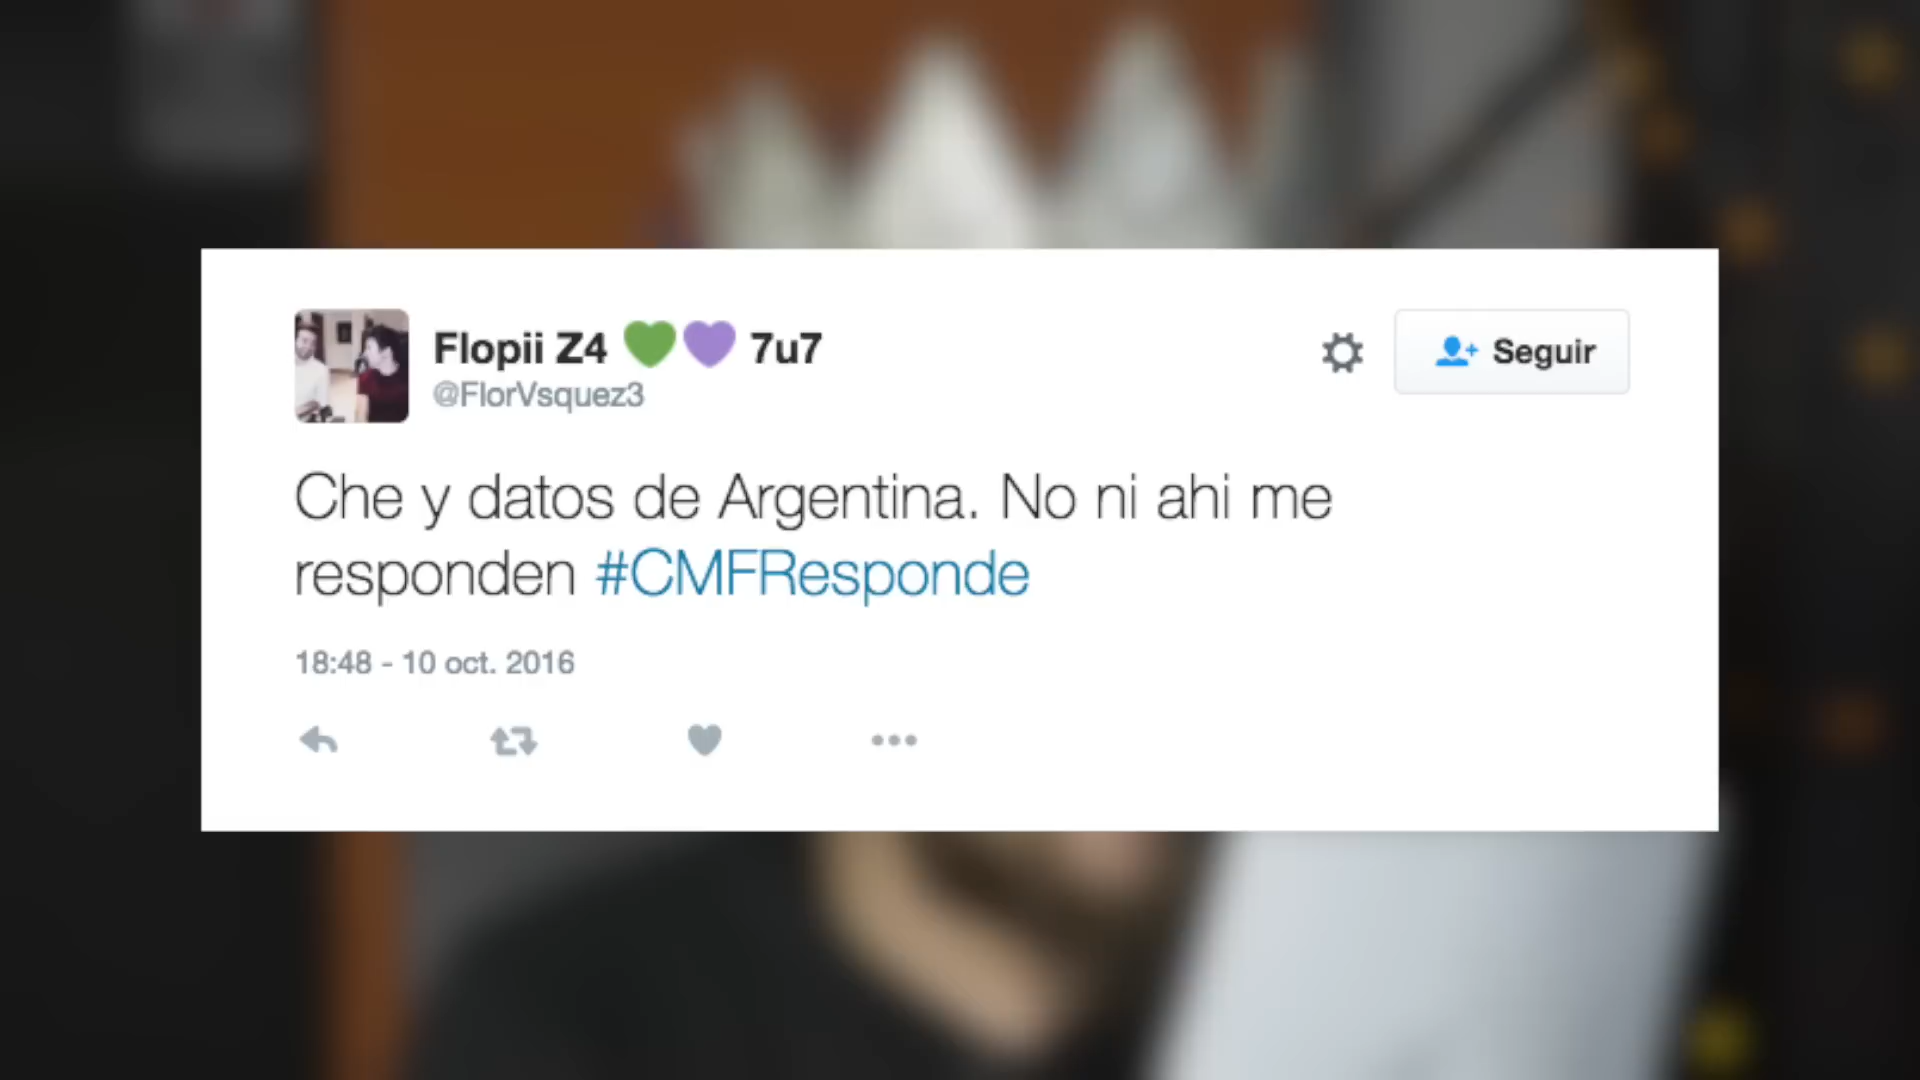 Flopii Z4 💚💜 7u7
@FlorVsquez3
Seguir
Che y datos de Argentina. No ni ahi me
responden #CMFResponde
18:48 - 10 oct. 2016